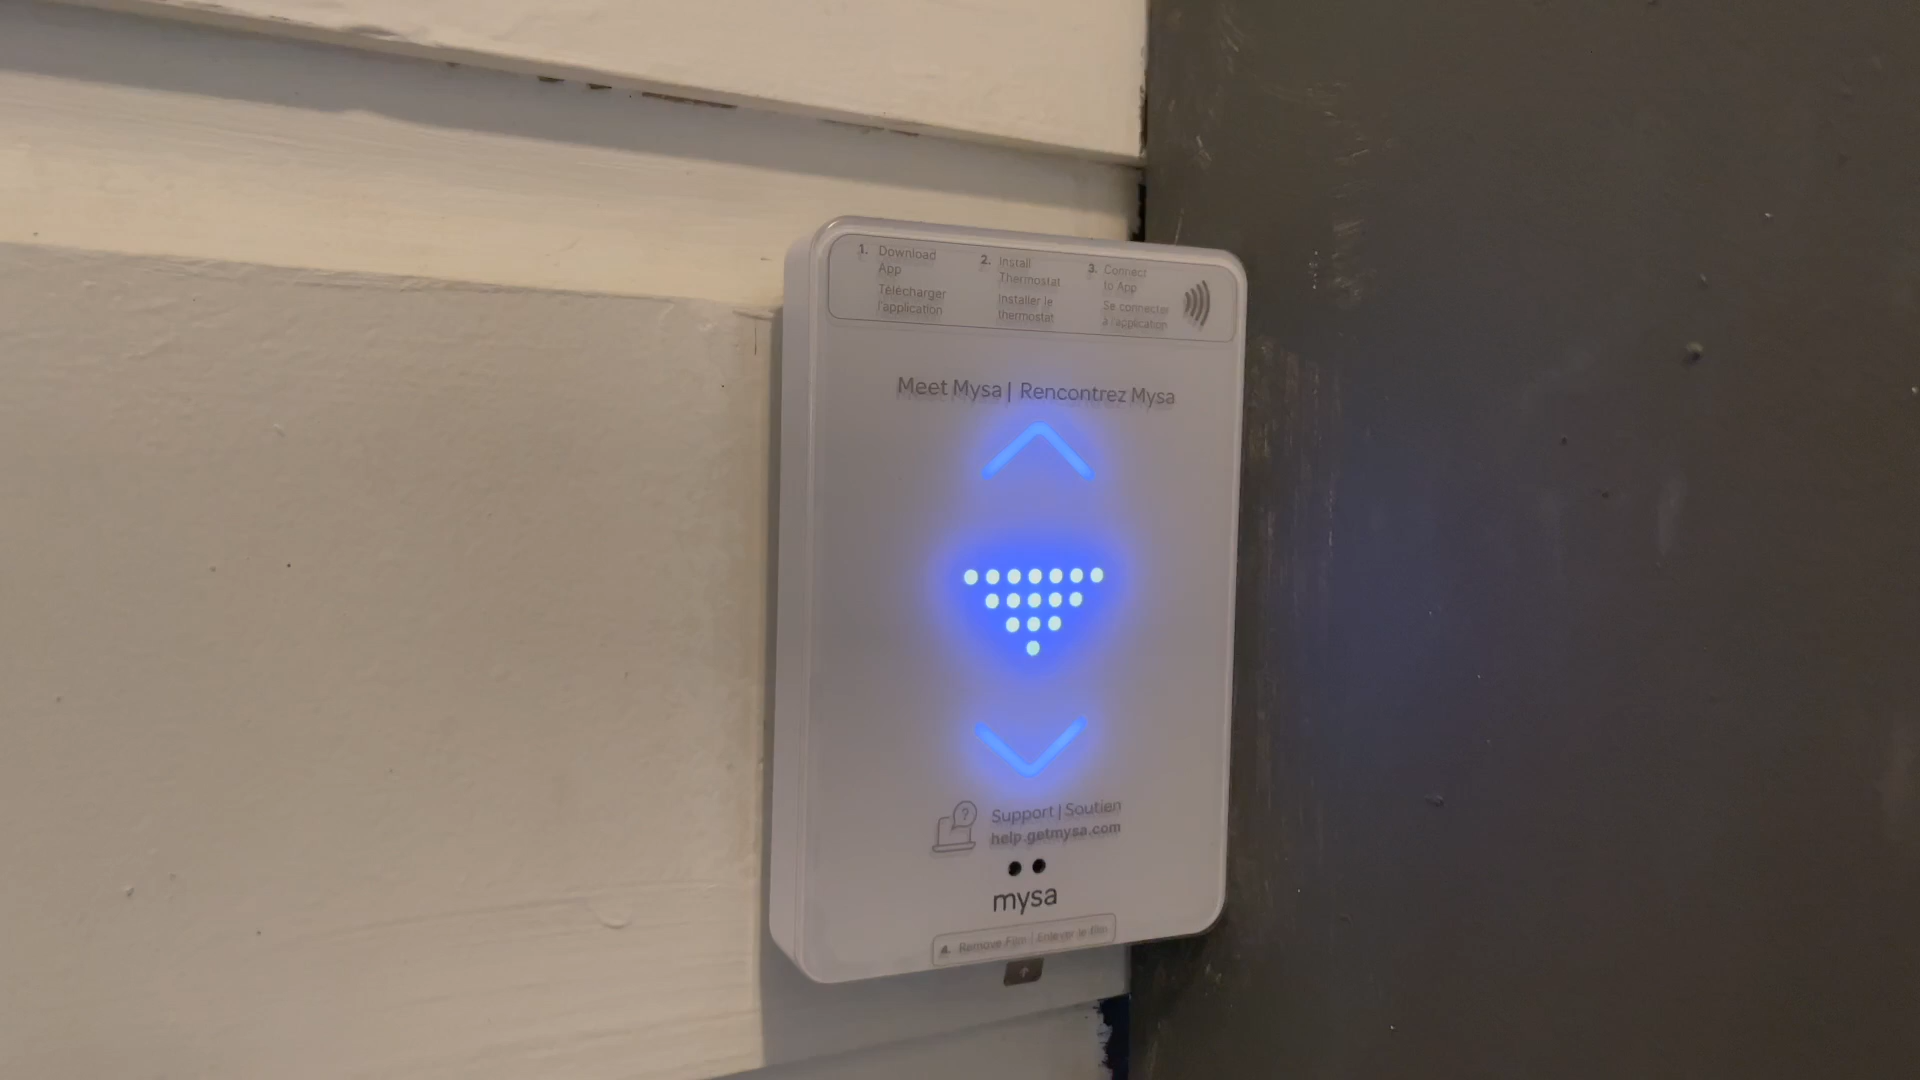 1. Download App
Télécharger l'application
2. Install Thermostat
Installer le thermostat
3. Connect to App
Se connecter à l'application
Meet Mysa | Rencontrez Mysa
Support | Soutien
help.getmysa.com
mysa
4. Remove Film | Enlever le film